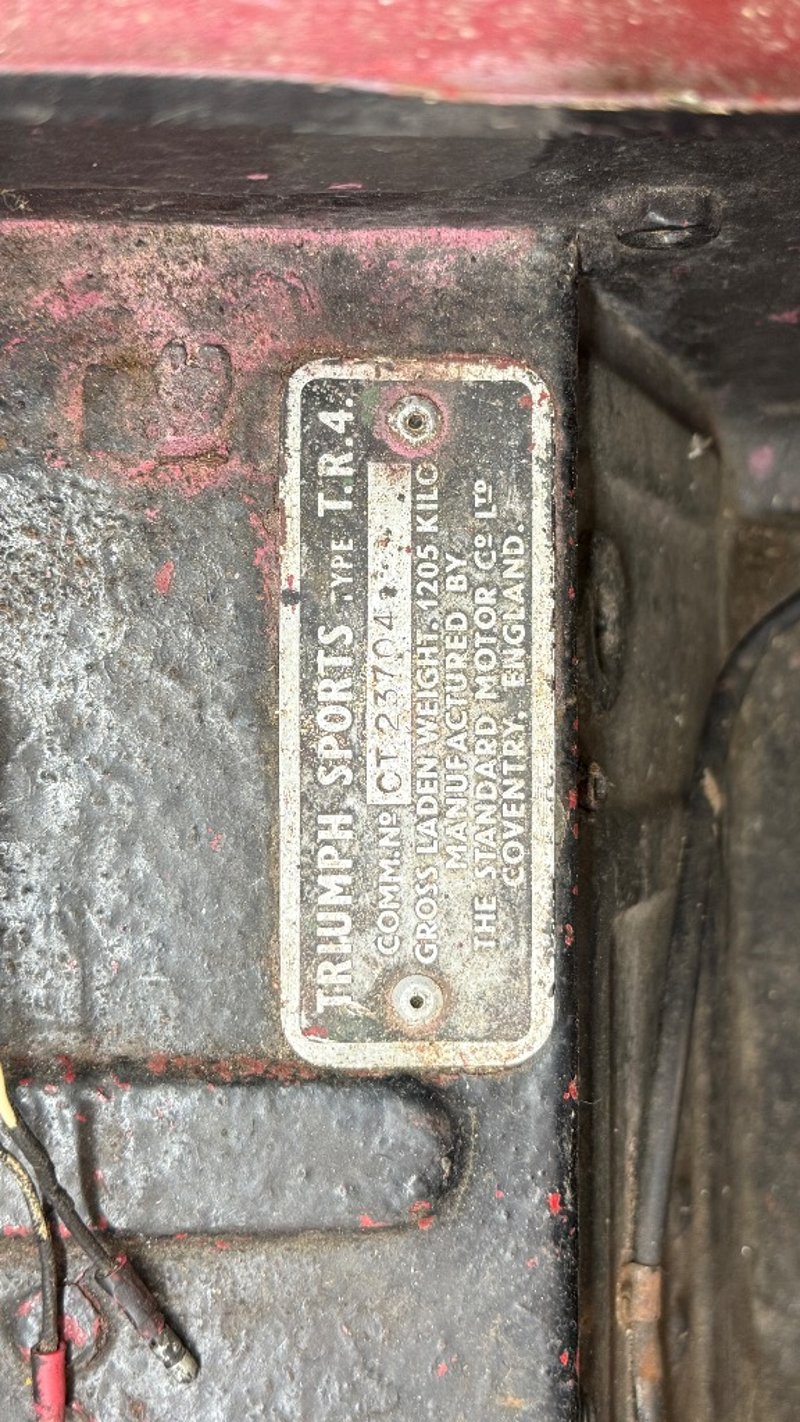 TRIUMPH SPORTS TYPE T.R.4.
COMM. Nº CT 23704
GROSS LADEN WEIGHT. 1205 KILO
MANUFACTURED BY
THE STANDARD MOTOR Cº LTD
COVENTRY, ENGLAND.